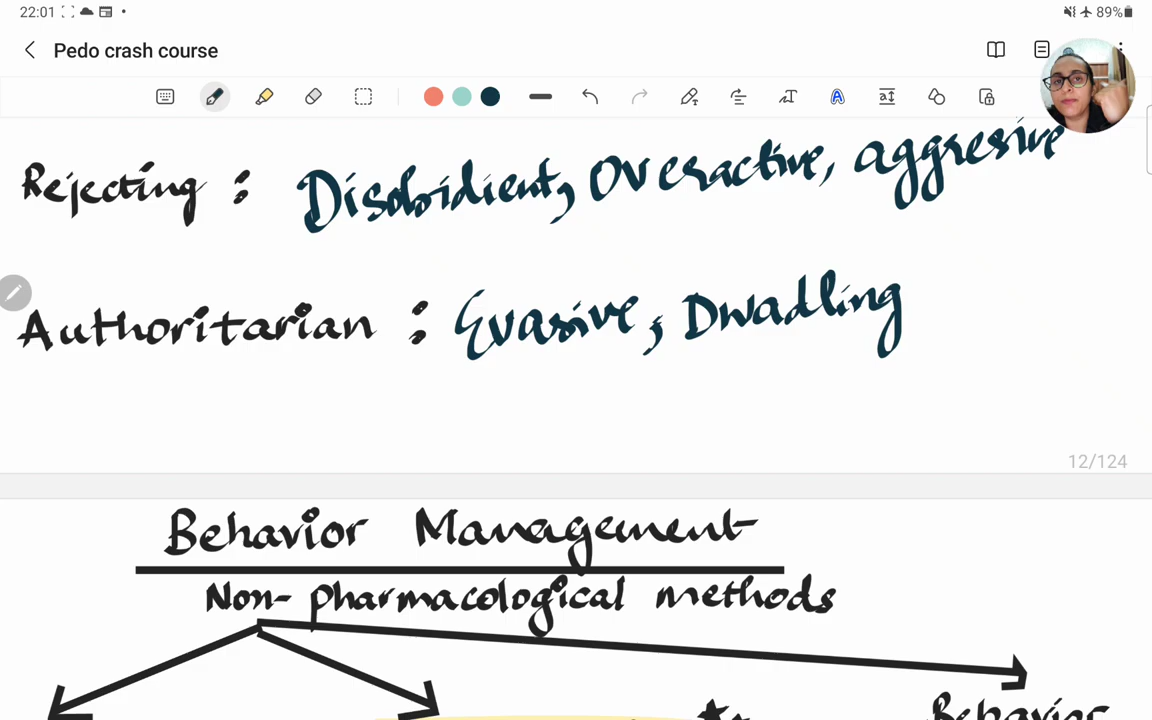 22:01
89%
Pedo crash course
Rejecting : Disobidient, Overactive, aggresive
Authoritarian : Evasive, Dwadling
12/124
Behavior Management
Non-pharmacological methods
Behavior